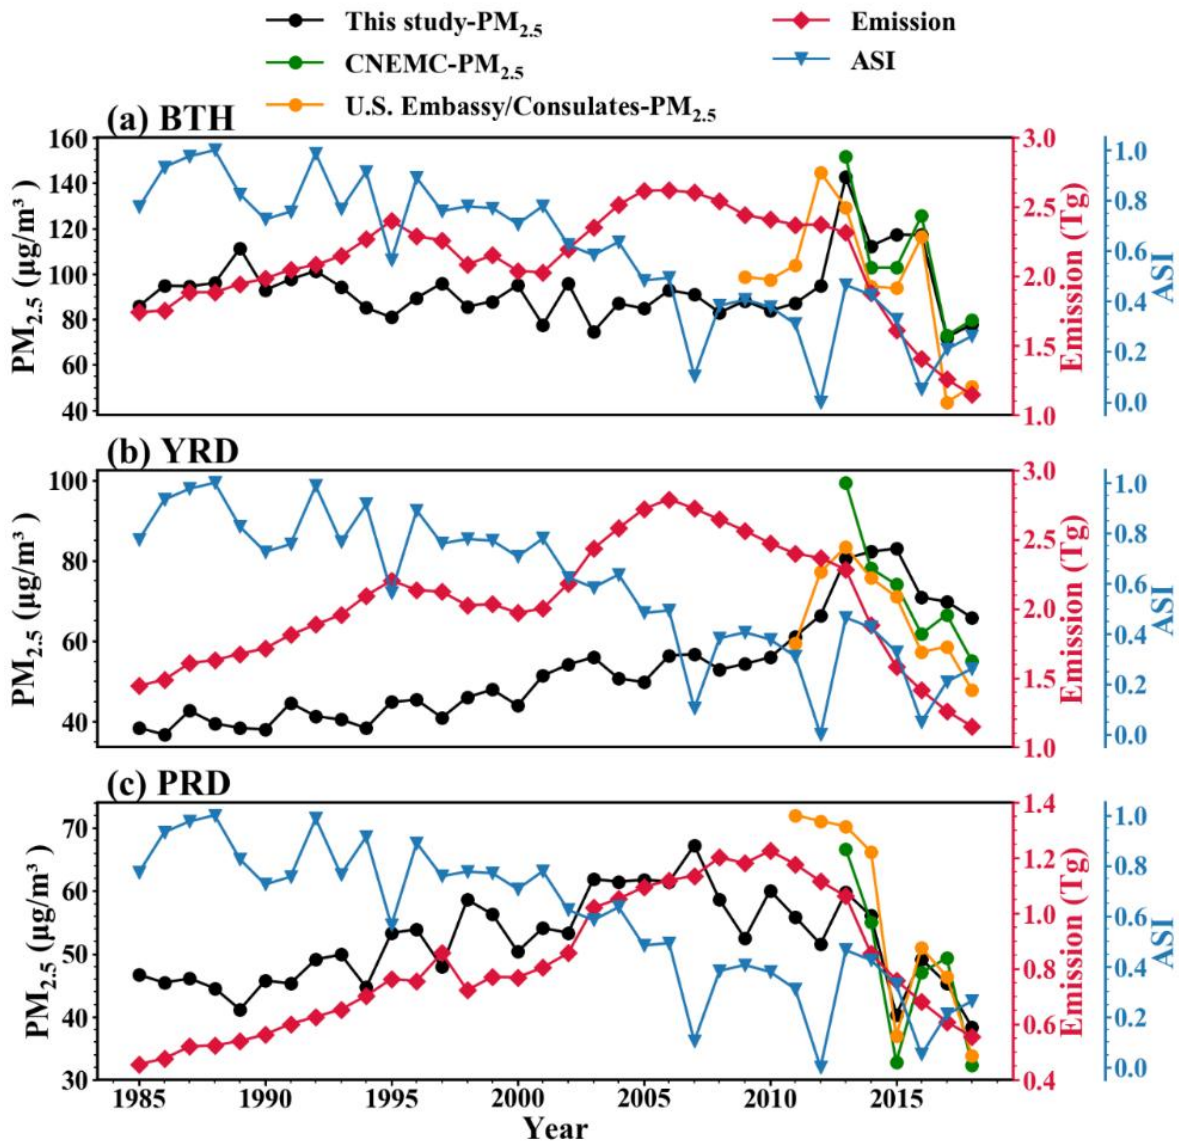 This study-PM2.5
Emission
CNEMC-PM2.5
ASI
U.S. Embassy/Consulates-PM2.5
(a) BTH
160
140
120
100
80
60
40
PM2.5 (μg/m³ )
3.0
2.5
2.0
1.5
1.0
Emission (Tg)
1.0
0.8
0.6
0.4
0.2
0.0
ASI
(b) YRD
100
80
60
40
PM2.5 (μg/m³ )
3.0
2.5
2.0
1.5
1.0
Emission (Tg)
1.0
0.8
0.6
0.4
0.2
0.0
ASI
(c) PRD
70
60
50
40
30
PM2.5 (μg/m³ )
1.4
1.2
1.0
0.8
0.6
0.4
Emission (Tg)
1.0
0.8
0.6
0.4
0.2
0.0
ASI
1985 1990 1995 2000 2005 2010 2015
Year